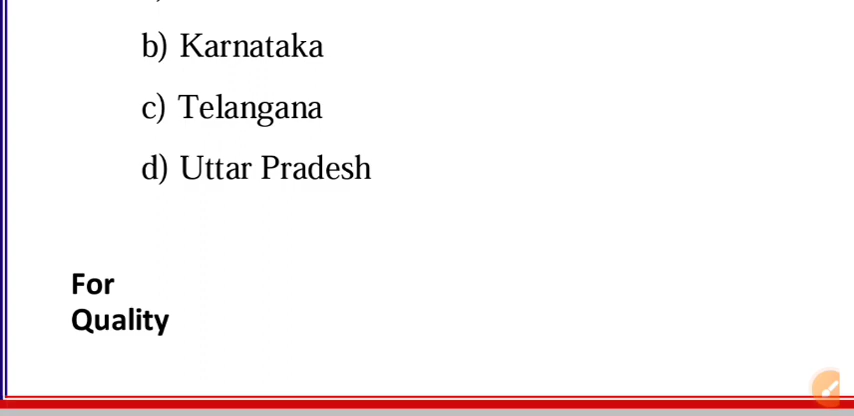 b) Karnataka
c) Telangana
d) Uttar Pradesh
For
Quality